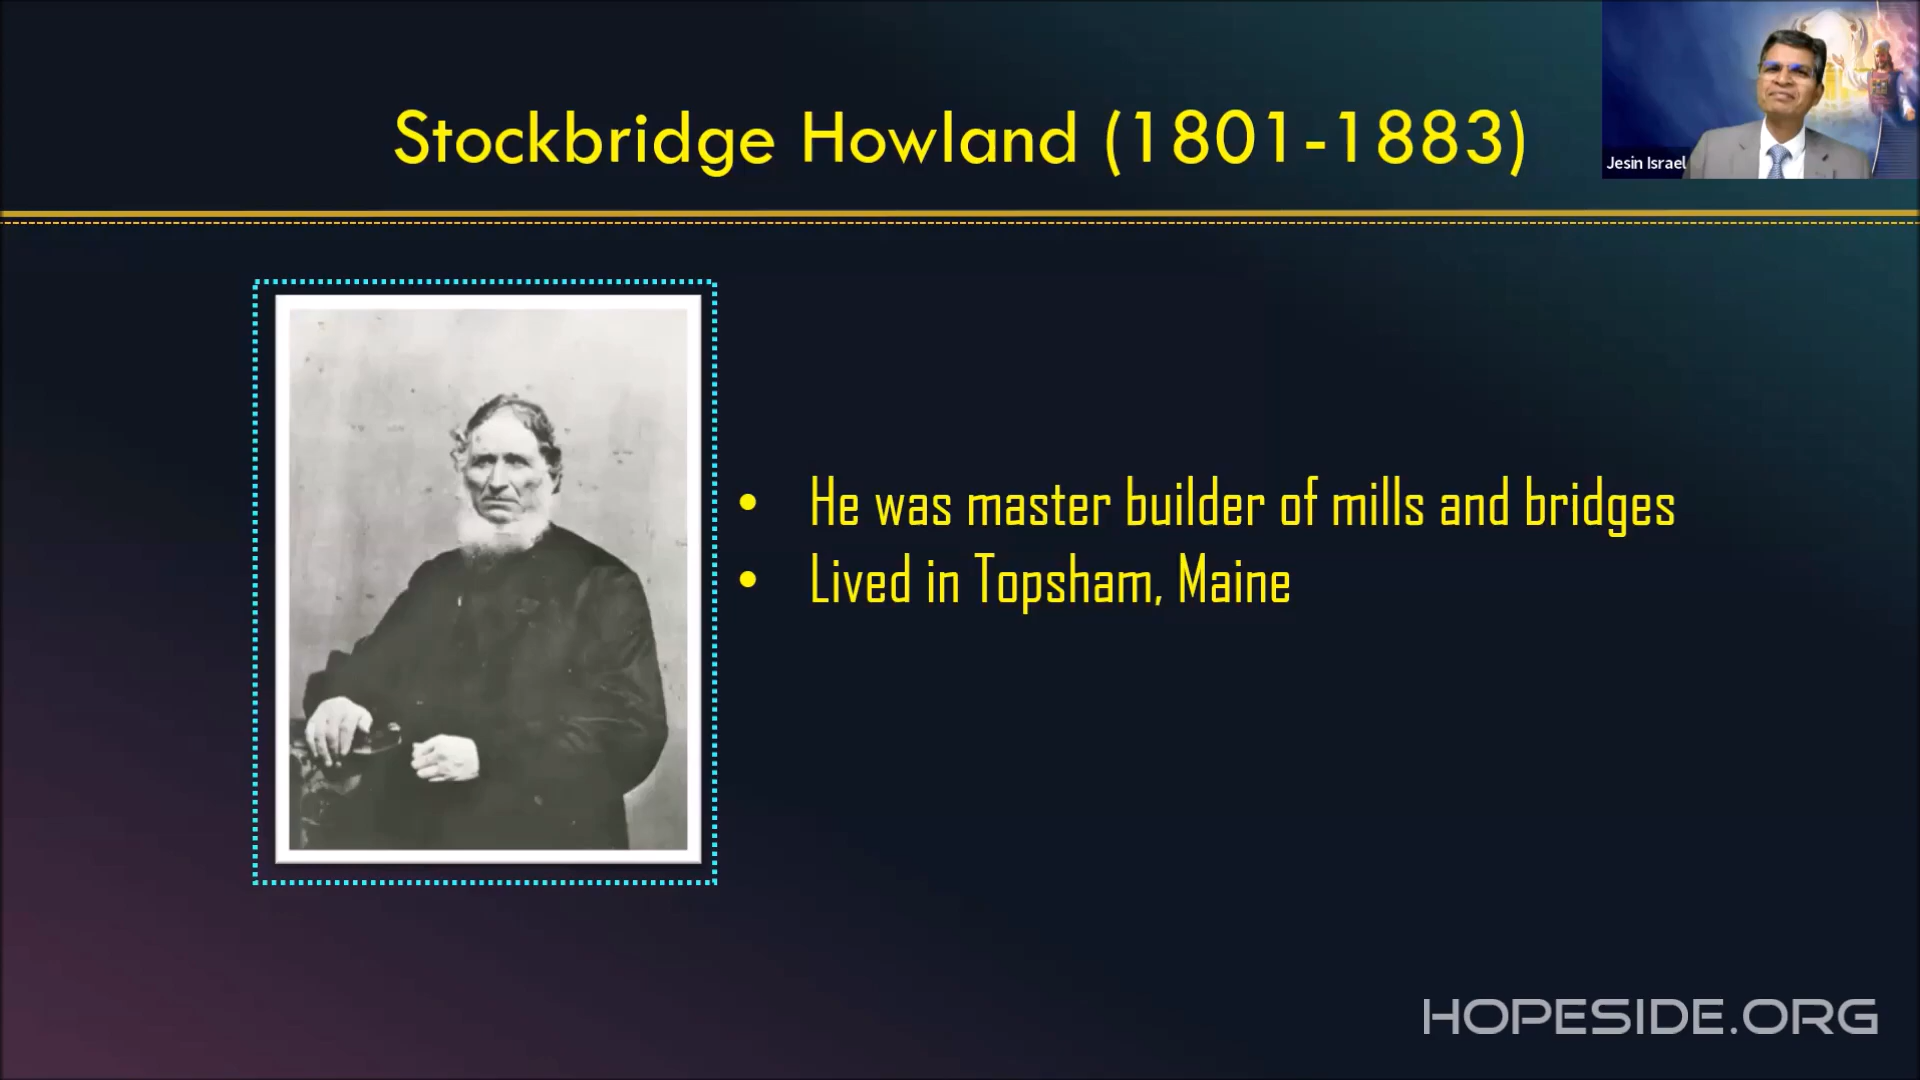 Stockbridge Howland (1801-1883)
Jesin Israel
• He was master builder of mills and bridges
• Lived in Topsham, Maine
HOPESIDE.ORG